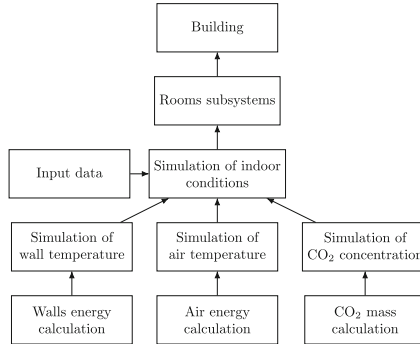 Building
Rooms subsystems
Input data
Simulation of indoor
conditions
Simulation of
wall temperature
Simulation of
air temperature
Simulation of
CO₂ concentration
Walls energy
calculation
Air energy
calculation
CO₂ mass
calculation